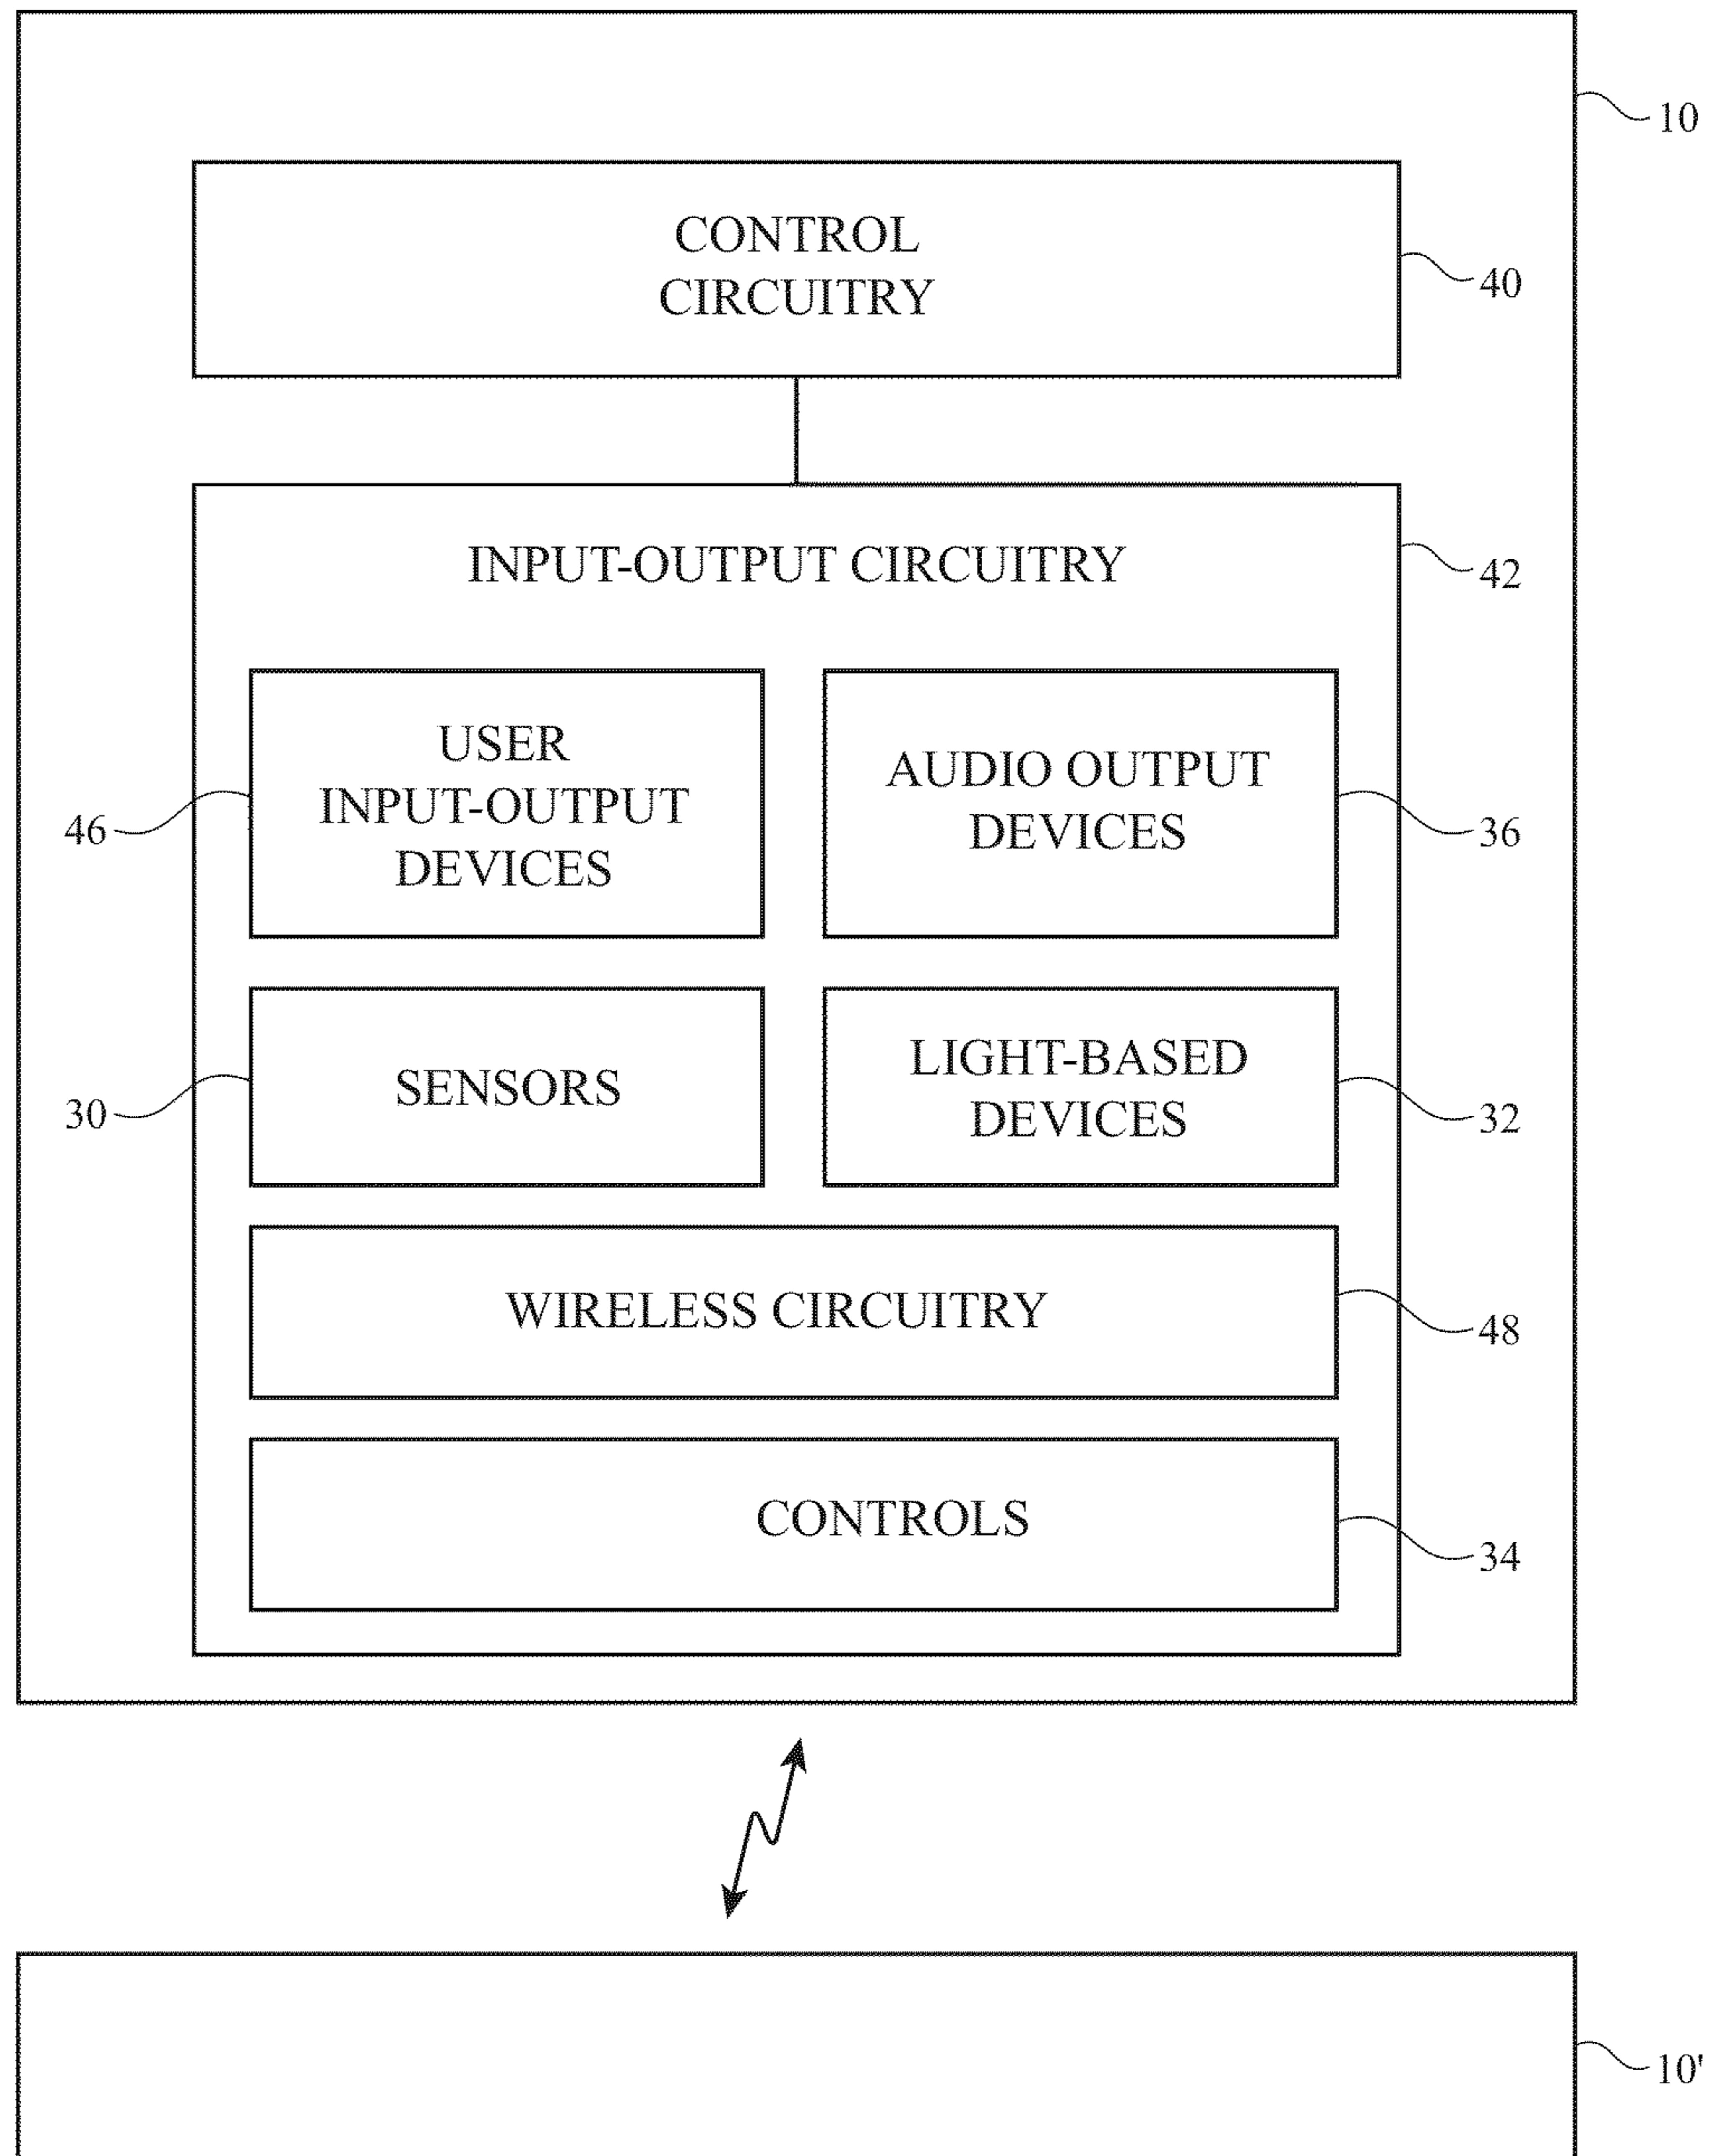 10
CONTROL
CIRCUITRY
40
INPUT-OUTPUT CIRCUITRY
42
USER
INPUT-OUTPUT
DEVICES
46
AUDIO OUTPUT
DEVICES
36
SENSORS
30
LIGHT-BASED
DEVICES
32
WIRELESS CIRCUITRY
48
CONTROLS
34
10'